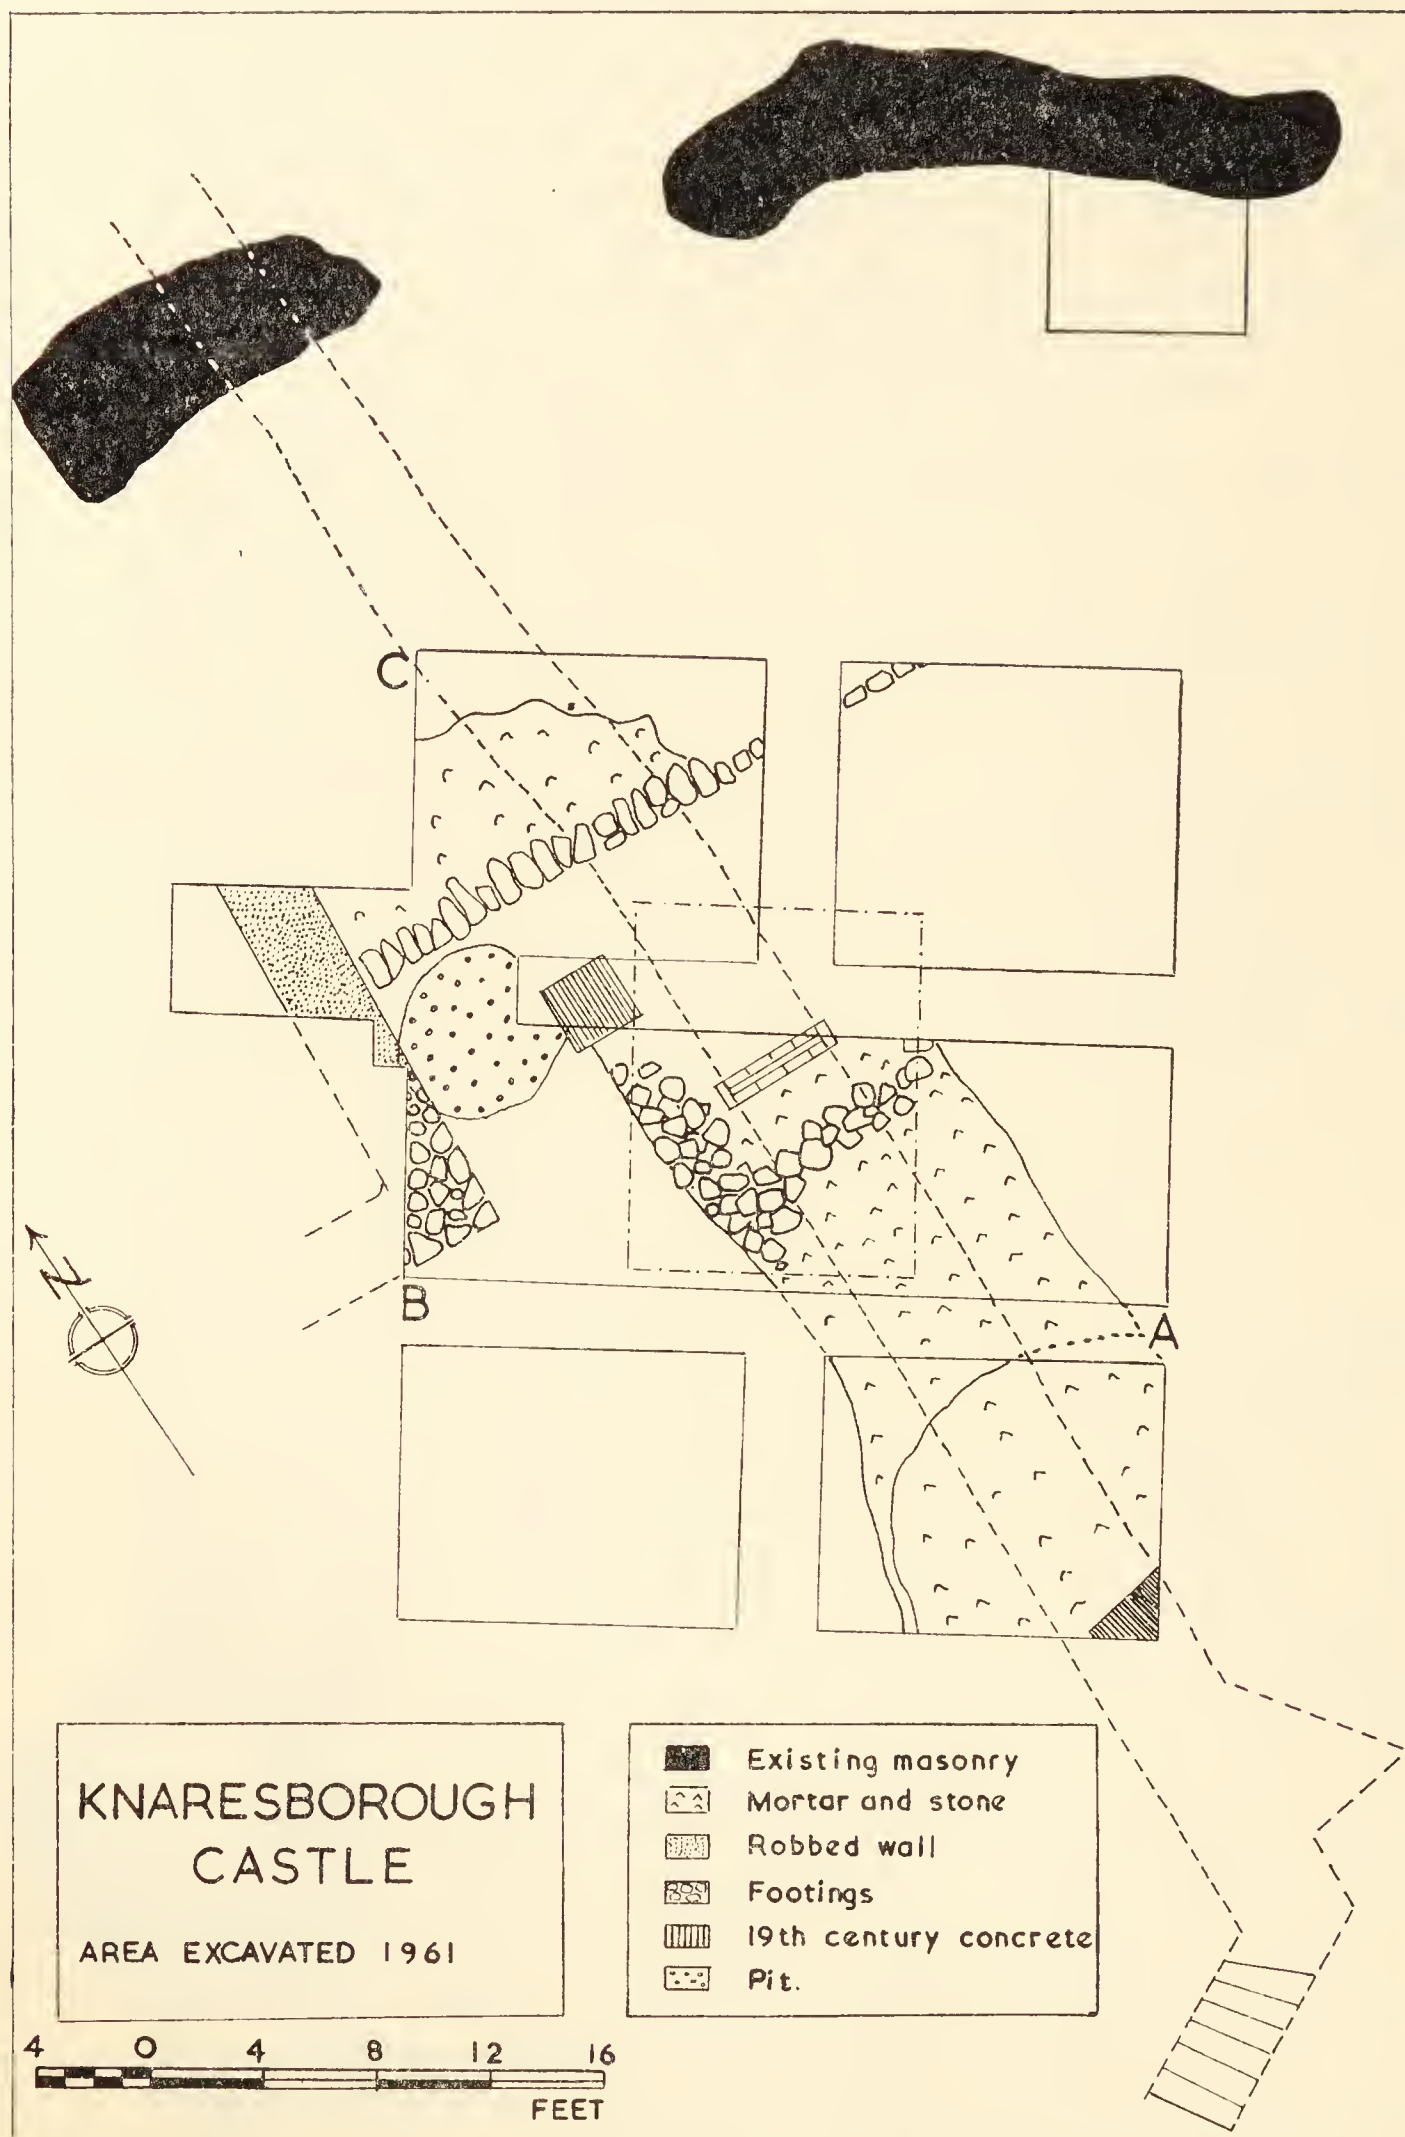 C
N
B
A
KNARESBOROUGH
CASTLE
AREA EXCAVATED 1961
Existing masonry
Mortar and stone
Robbed wall
Footings
19th century concrete
Pit.
4 0 4 8 12 16
FEET